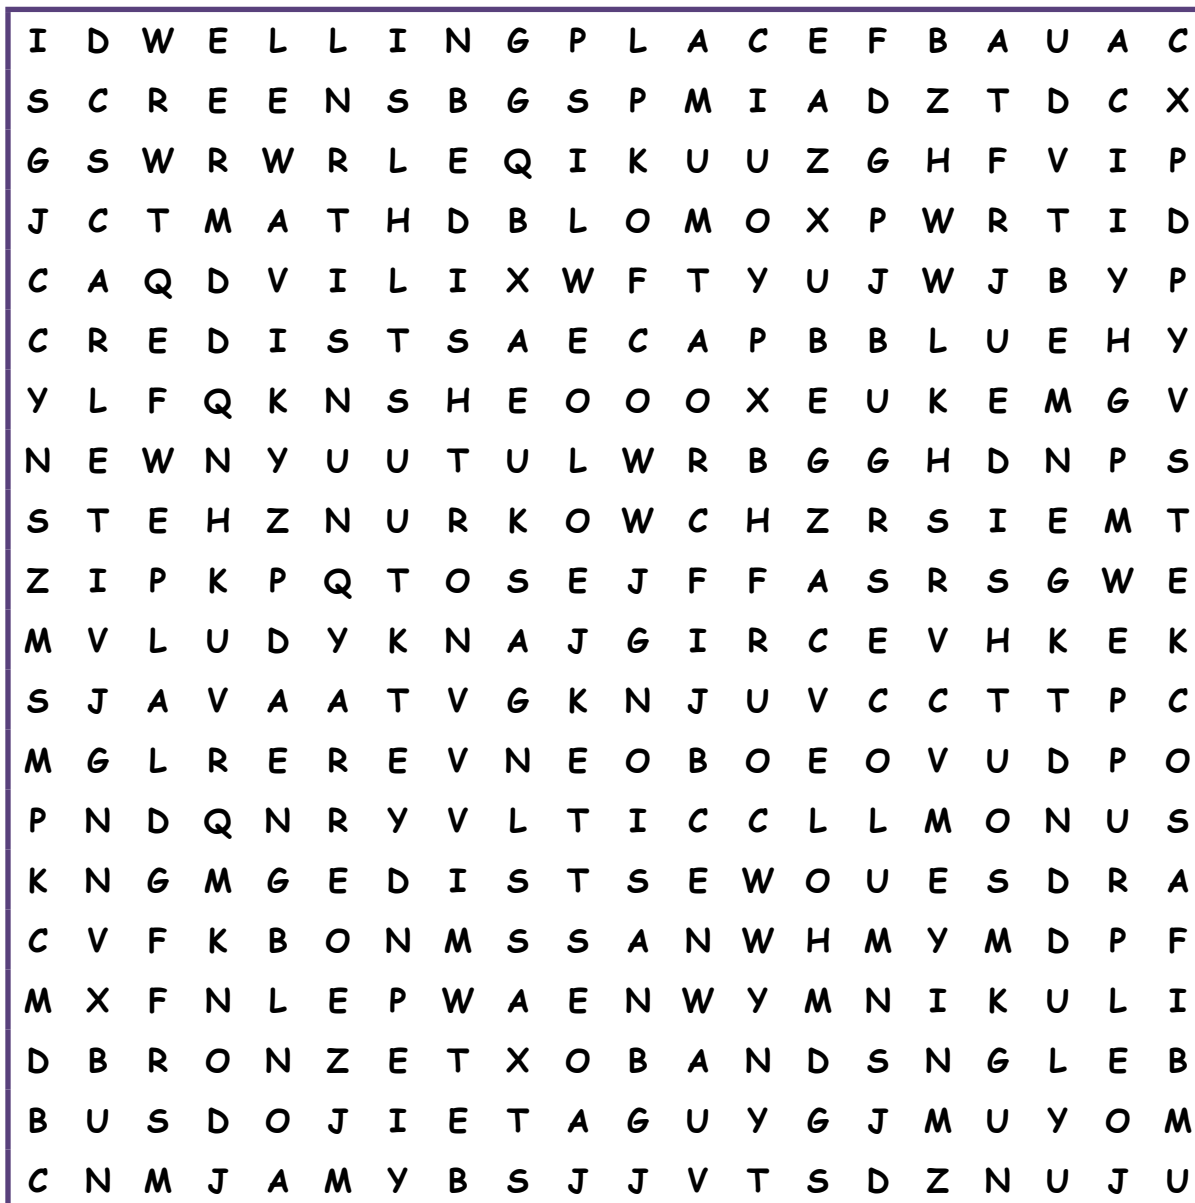 I D W E L L I N G P L A C E F B A U A C
S C R E E N S B G S P M I A D Z T D C X
G S W R W R L E Q I K U U Z G H F V I P
J C T M A T H D B L O M O X P W R T I D
C A Q D V I L I X W F T Y U J W J B Y P
C R E D I S T S A E C A P B B L U E H Y
Y L F Q K N S H E O O O X E U K E M G V
N E W N Y U U T U L W R B G G H D N P S
S T E H Z N U R K O W C H Z R S I E M T
Z I P K P Q T O S E J F F A S R S G W E
M V L U D Y K N A J G I R C E V H K E K
S J A V A A T V G K N J U V C C T T P C
M G L R E R E V N E O B O E O V U D P O
P N D Q N R Y V L T I C C L L M O N U S
K N G M G E D I S T S E W O U E S D R A
C V F K B O N M S S A N W H M Y M D P F
M X F N L E P W A E N W Y M N I K U L I
D B R O N Z E T X O B A N D S N G L E B
B U S D O J I E T A G U Y G J M U Y O M
C N M J A M Y B S J J V T S D Z N U J U